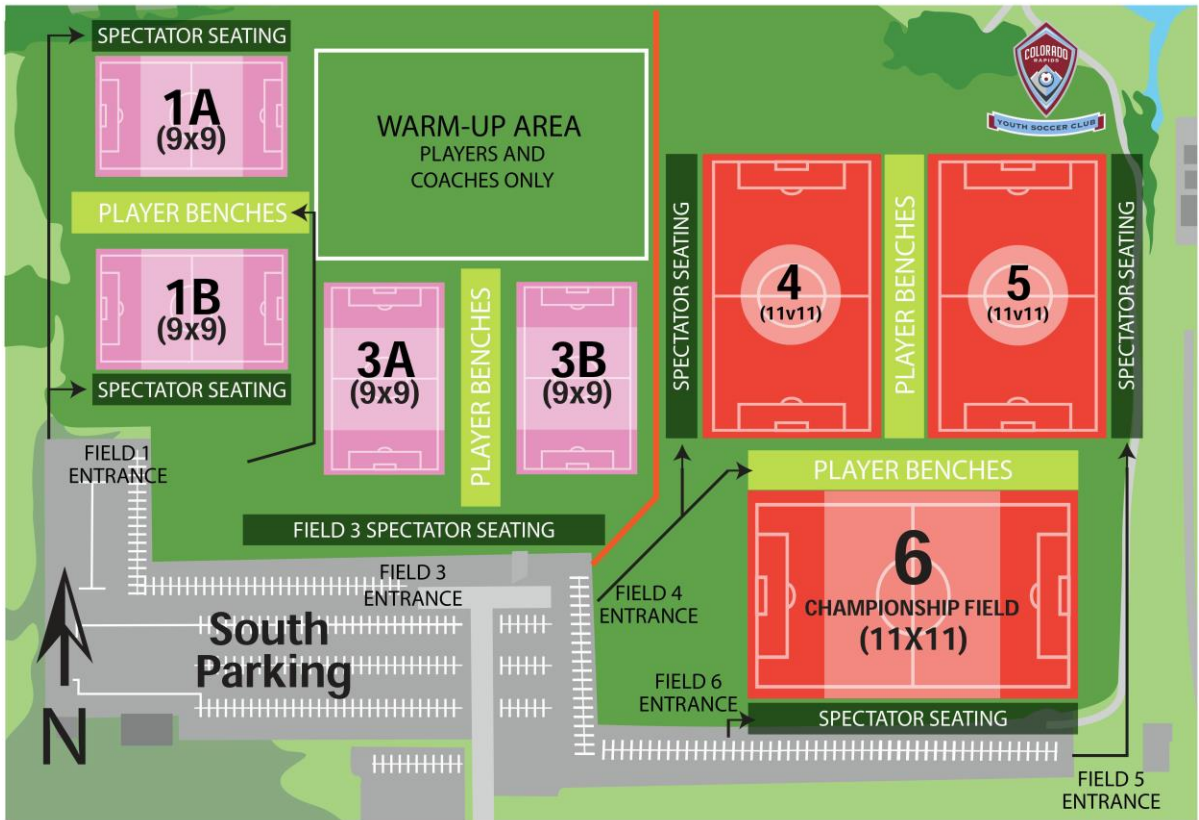 SPECTATOR SEATING
1A
(9x9)
PLAYER BENCHES
1B
(9x9)
SPECTATOR SEATING
FIELD 1
ENTRANCE
WARM-UP AREA
PLAYERS AND
COACHES ONLY
3A
(9x9)
PLAYER BENCHES
3B
(9x9)
FIELD 3 SPECTATOR SEATING
FIELD 3
ENTRANCE
South
Parking
N
COLORADO
RAPIDS
YOUTH SOCCER CLUB
SPECTATOR SEATING
4
(11v11)
PLAYER BENCHES
5
(11v11)
SPECTATOR SEATING
PLAYER BENCHES
6
CHAMPIONSHIP FIELD
(11X11)
FIELD 4
ENTRANCE
FIELD 6
ENTRANCE
SPECTATOR SEATING
FIELD 5
ENTRANCE